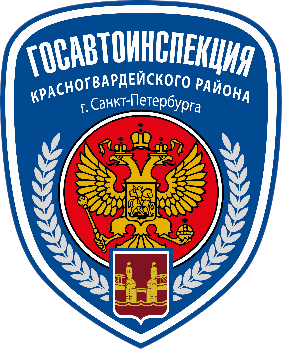 ГОСАВТОИНСПЕКЦИЯ
КРАСНОГВАРДЕЙСКОГО РАЙОНА
г. Санкт-Петербурга